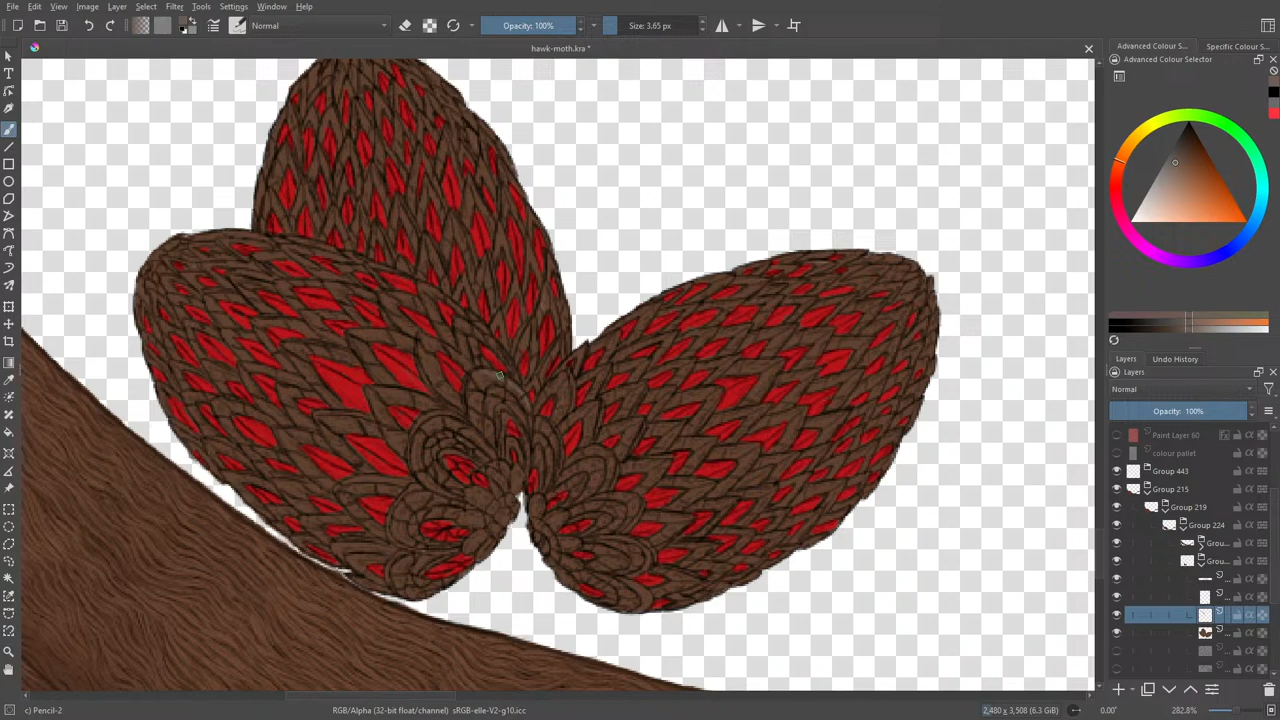 File Edit View Image Layer Select Filter Tools Settings Window Help
Normal Opacity: 100% Size: 3.65 px
hawk-moth.kra *
Advanced Colour S... Specific Colour S...
Advanced Colour Selector
Layers Undo History
Layers
Normal
Opacity: 100%
Paint Layer 60
colour pallet
Group 443
Group 215
Group 219
Group 224
Grou...
Grou...
c) Pencil-2 RGB/Alpha (32-bit float/channel) sRGB-elle-V2-g10.icc 2,480 x 3,508 (6.3 GiB) 0.00° 282.8%